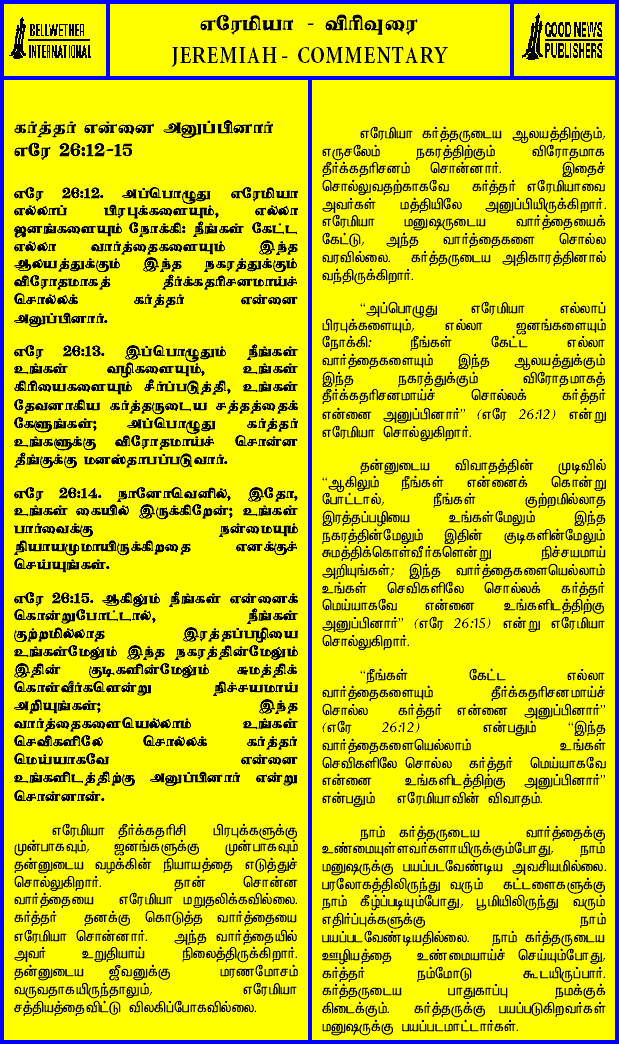 BELLWETHER
INTERNATIONAL
எரேமியா - விரிவுரை
JEREMIAH - COMMENTARY
GOOD NEWS
PUBLISHERS
கர்த்தர் என்னை அனுப்பினார்
எரே 26:12-15
எரே 26:12. அப்பொழுது எரேமியா
எல்லாப் பிரபுக்களையும், எல்லா
ஜனங்களையும் நோக்கி: நீங்கள் கேட்ட
எல்லா வார்த்தைகளையும் இந்த
ஆலயத்துக்கும் இந்த நகரத்துக்கும்
விரோதமாகத் தீர்க்கதரிசனமாய்ச்
சொல்லக் கர்த்தர் என்னை
அனுப்பினார்.
எரே 26:13. இப்பொழுதும் நீங்கள்
உங்கள் வழிகளையும், உங்கள்
கிரியைகளையும் சீர்ப்படுத்தி, உங்கள்
தேவனாகிய கர்த்தருடைய சத்தத்தைக்
கேளுங்கள்; அப்பொழுது கர்த்தர்
உங்களுக்கு விரோதமாய்ச் சொன்ன
தீங்குக்கு மனஸ்தாபப்படுவார்.
எரே 26:14. நானோவெனில், இதோ,
உங்கள் கையில் இருக்கிறேன்; உங்கள்
பார்வைக்கு நன்மையும்
நியாயமுமாயிருக்கிறதை எனக்குச்
செய்யுங்கள்.
எரே 26:15. ஆகிலும் நீங்கள் என்னைக்
கொன்றுபோட்டால், நீங்கள்
குற்றமில்லாத இரத்தப்பழியை
உங்கள்மேலும் இந்த நகரத்தின்மேலும்
இதின் குடிகளின்மேலும் சுமத்திக்
கொள்வீர்களென்று நிச்சயமாய்
அறியுங்கள்; இந்த
வார்த்தைகளையெல்லாம் உங்கள்
செவிகளிலே சொல்லக் கர்த்தர்
மெய்யாகவே என்னை
உங்களிடத்திற்கு அனுப்பினார் என்று
சொன்னான்.
எரேமியா தீர்க்கதரிசி பிரபுக்களுக்கு
முன்பாகவும், ஜனங்களுக்கு முன்பாகவும்
தன்னுடைய வழக்கின் நியாயத்தை எடுத்துச்
சொல்லுகிறார். தான் சொன்ன
வார்த்தையை எரேமியா மறுதலிக்கவில்லை.
கர்த்தர் தனக்கு கொடுத்த வார்த்தையை
எரேமியா சொன்னார். அந்த வார்த்தையில்
அவர் உறுதியாய் நிலைத்திருக்கிறார்.
தன்னுடைய ஜீவனுக்கு மரணமோசம்
வருவதாகயிருந்தாலும், எரேமியா
சத்தியத்தைவிட்டு விலகிப்போகவில்லை.
எரேமியா கர்த்தருடைய ஆலயத்திற்கும்,
எருசலேம் நகரத்திற்கும் விரோதமாக
தீர்க்கதரிசனம் சொன்னார். இதைச்
சொல்லுவதற்காகவே கர்த்தர் எரேமியாவை
அவர்கள் மத்தியிலே அனுப்பியிருக்கிறார்.
எரேமியா மனுஷருடைய வார்த்தையைக்
கேட்டு, அந்த வார்த்தைகளை சொல்ல
வரவில்லை. கர்த்தருடைய அதிகாரத்தினால்
வந்திருக்கிறார்.
“அப்பொழுது எரேமியா எல்லாப்
பிரபுக்களையும், எல்லா ஜனங்களையும்
நோக்கி: நீங்கள் கேட்ட எல்லா
வார்த்தைகளையும் இந்த ஆலயத்துக்கும்
இந்த நகரத்துக்கும் விரோதமாகத்
தீர்க்கதரிசனமாய்ச் சொல்லக் கர்த்தர்
என்னை அனுப்பினார்” (எரே 26:12) என்று
எரேமியா சொல்லுகிறார்.
தன்னுடைய விவாதத்தின் முடிவில்
“ஆகிலும் நீங்கள் என்னைக் கொன்று
போட்டால், நீங்கள் குற்றமில்லாத
இரத்தப்பழியை உங்கள்மேலும் இந்த
நகரத்தின்மேலும் இதின் குடிகளின்மேலும்
சுமத்திக்கொள்வீர்களென்று நிச்சயமாய்
அறியுங்கள்; இந்த வார்த்தைகளையெல்லாம்
உங்கள் செவிகளிலே சொல்லக் கர்த்தர்
மெய்யாகவே என்னை உங்களிடத்திற்கு
அனுப்பினார்” (எரே 26:15) என்று எரேமியா
சொல்லுகிறார்.
“நீங்கள் கேட்ட எல்லா
வார்த்தைகளையும் தீர்க்கதரிசனமாய்ச்
சொல்ல கர்த்தர் என்னை அனுப்பினார்”
(எரே 26:12) என்பதும் “இந்த
வார்த்தைகளையெல்லாம் உங்கள்
செவிகளிலே சொல்ல கர்த்தர் மெய்யாகவே
என்னை உங்களிடத்திற்கு அனுப்பினார்”
என்பதும் எரேமியாவின் விவாதம்.
நாம் கர்த்தருடைய வார்த்தைக்கு
உண்மையுள்ளவர்களாயிருக்கும்போது, நாம்
மனுஷருக்கு பயப்படவேண்டிய அவசியமில்லை.
பரலோகத்திலிருந்து வரும் கட்டளைகளுக்கு
நாம் கீழ்ப்படியும்போது, பூமியிலிருந்து வரும்
எதிர்ப்புக்களுக்கு நாம்
பயப்படவேண்டியதில்லை. நாம் கர்த்தருடைய
ஊழியத்தை உண்மையாய்ச் செய்யும்போது,
கர்த்தர் நம்மோடு கூடயிருப்பார்.
கர்த்தருடைய பாதுகாப்பு நமக்குக்
கிடைக்கும். கர்த்தருக்கு பயப்படுகிறவர்கள்
மனுஷருக்கு பயப்படமாட்டார்கள்.